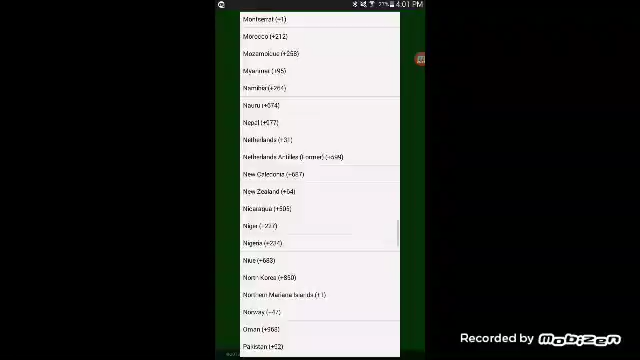 27% 4:01 PM
Montserrat (+1)
Morocco (+212)
Mozambique (+258)
Myanmar (+95)
Namibia (+264)
Nauru (+674)
Nepal (+977)
Netherlands (+31)
Netherlands Antilles (Former) (+599)
New Caledonia (+687)
New Zealand (+64)
Nicaragua (+505)
Niger (+227)
Nigeria (+234)
Niue (+683)
North Korea (+850)
Northern Mariana Islands (+1)
Norway (+47)
Oman (+968)
Pakistan (+92)
Recorded by MOBIZEN